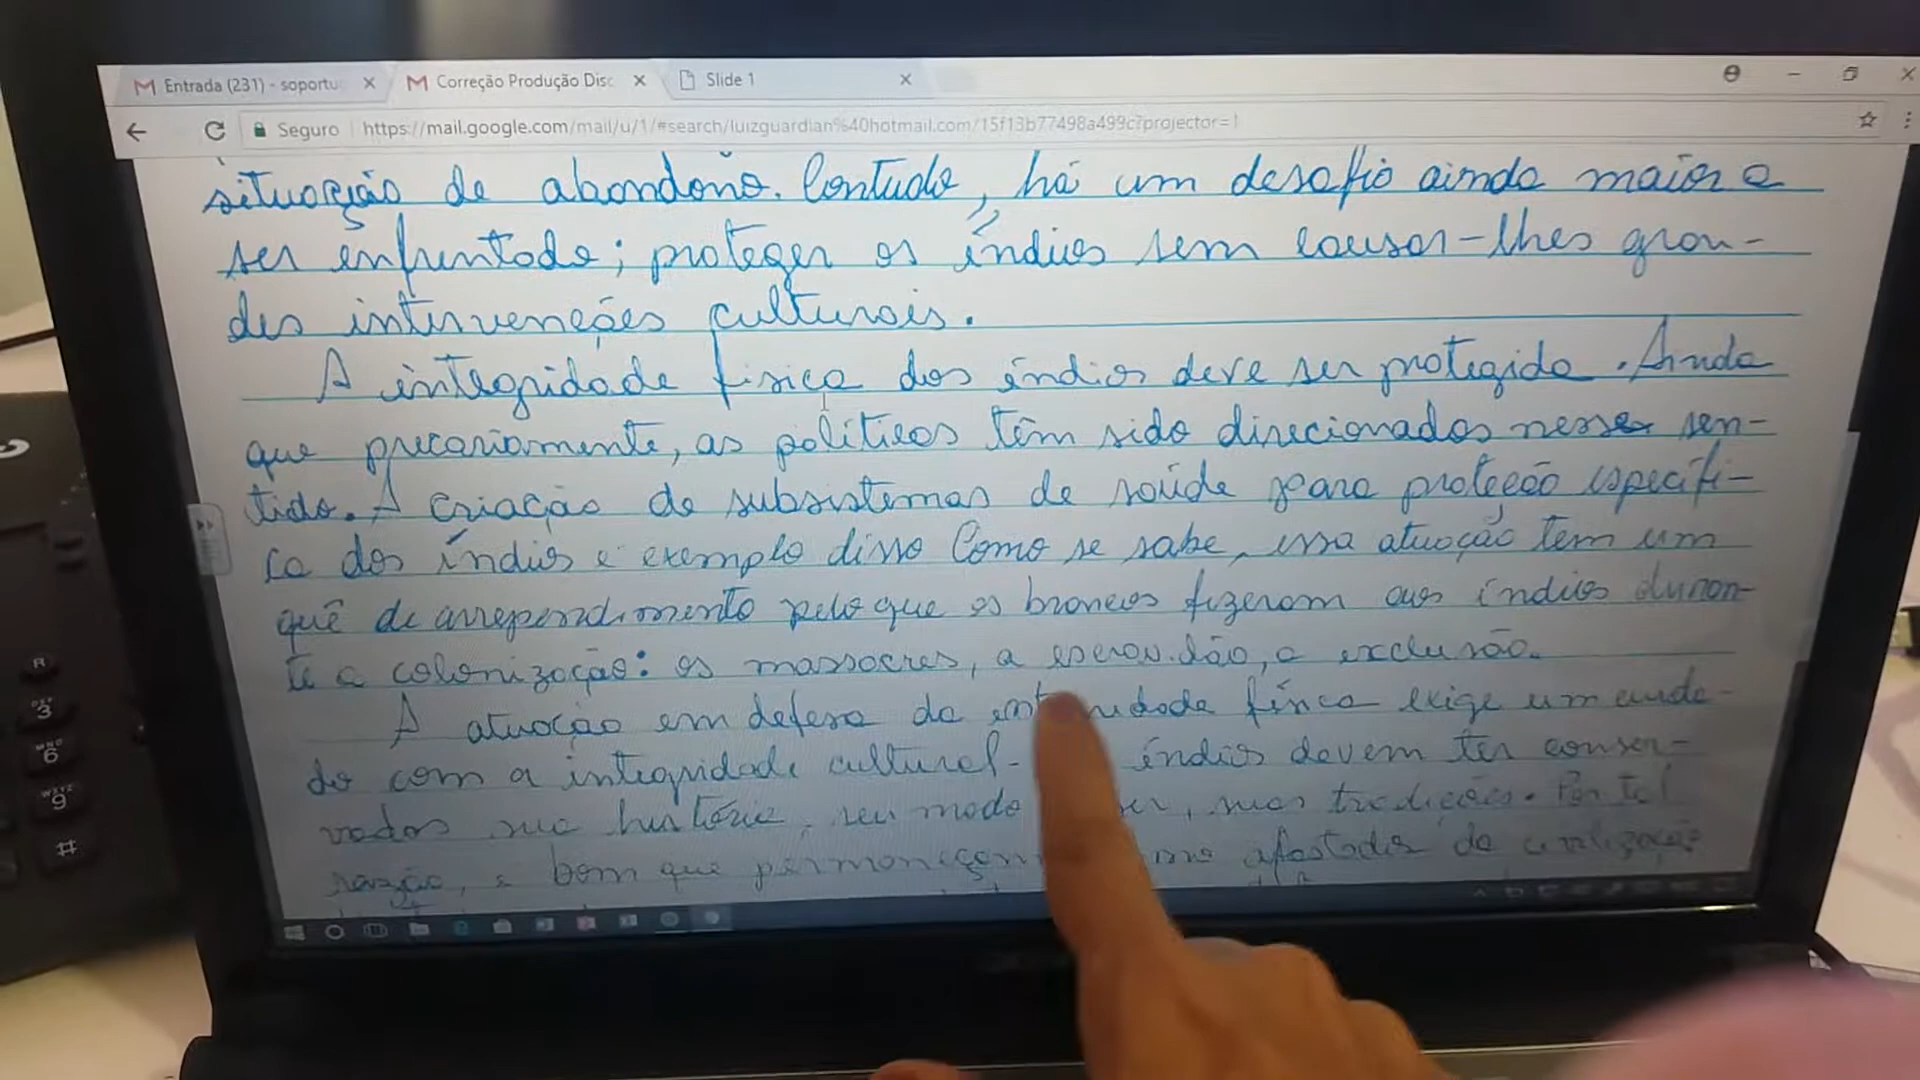 Entrada (231) - soportu
Correção Produção Disc
Slide 1
Seguro
https://mail.google.com/mail/u/1/#search/luizguardian%40hotmail.com/15f13b77498a499c?projector=1
situação de abandono. Contudo, há um desafio ainda maior a
ser enfrentado; proteger os índios sem causar-lhes gran-
des intervenções culturais.
A integridade física dos índios deve ser protegida. Ainda
que precariamente, as políticas têm sido direcionadas nesse sen-
tido. A criação de subsistemas de saúde para proteção específi-
ca dos índios é exemplo disso Como se sabe, essa atuação tem um
quê de arrependimento pelo que os brancos fizeram aos índios duran-
te a colonização: os massacres, a escravidão, a exclusão.
A atuação em defesa da física exige um cuida-
do com a integridade cultural. índios devem ter conser-
vados sua história, seu modo ser, suas tradições. Por tal
razão, é bom que permaneçam afastados da civilização
R
DEF 3
MNO 6
WXYZ 9
#